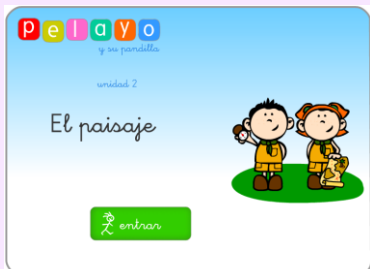 pelayo
y su pandilla
unidad 2
El paisaje
entrar